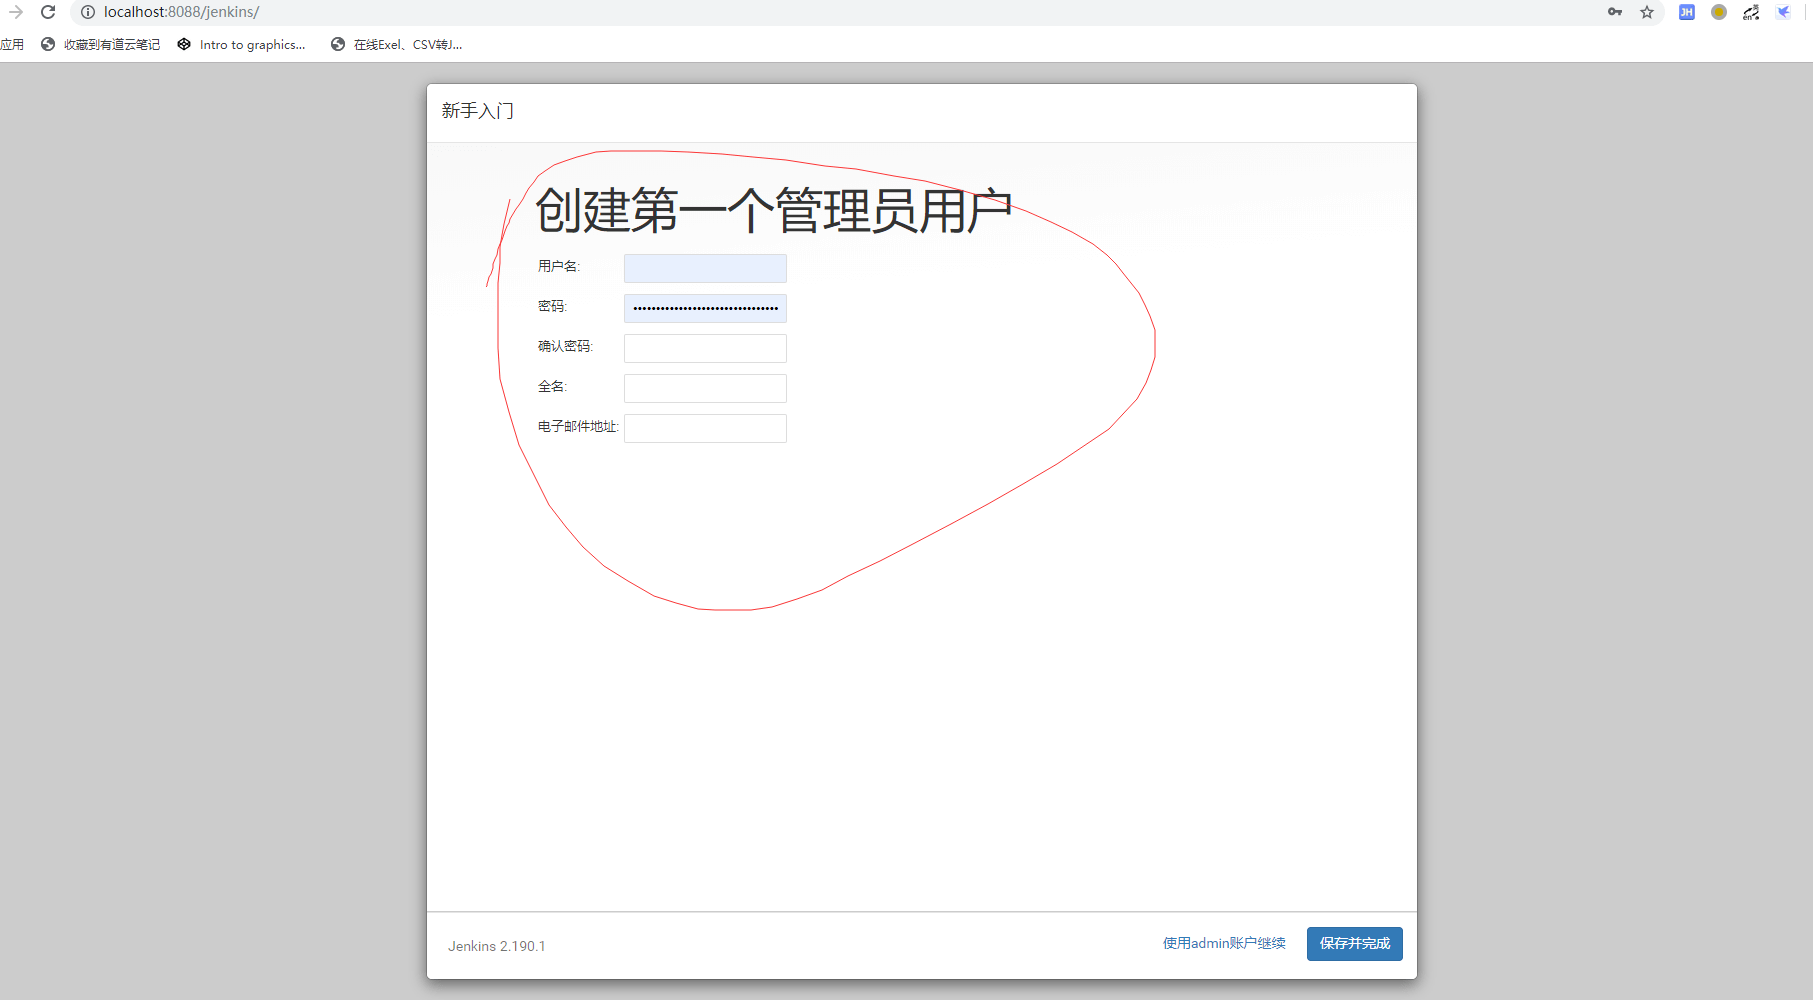 localhost:8088/jenkins/
应用 收藏到有道云笔记 Intro to graphics... 在线Exel、CSV转J...
新手入门
创建第一个管理员用户
用户名:
密码: ••••••••••••••••••••••••••••••••
确认密码:
全名:
电子邮件地址:
Jenkins 2.190.1 使用admin账户继续 保存并完成